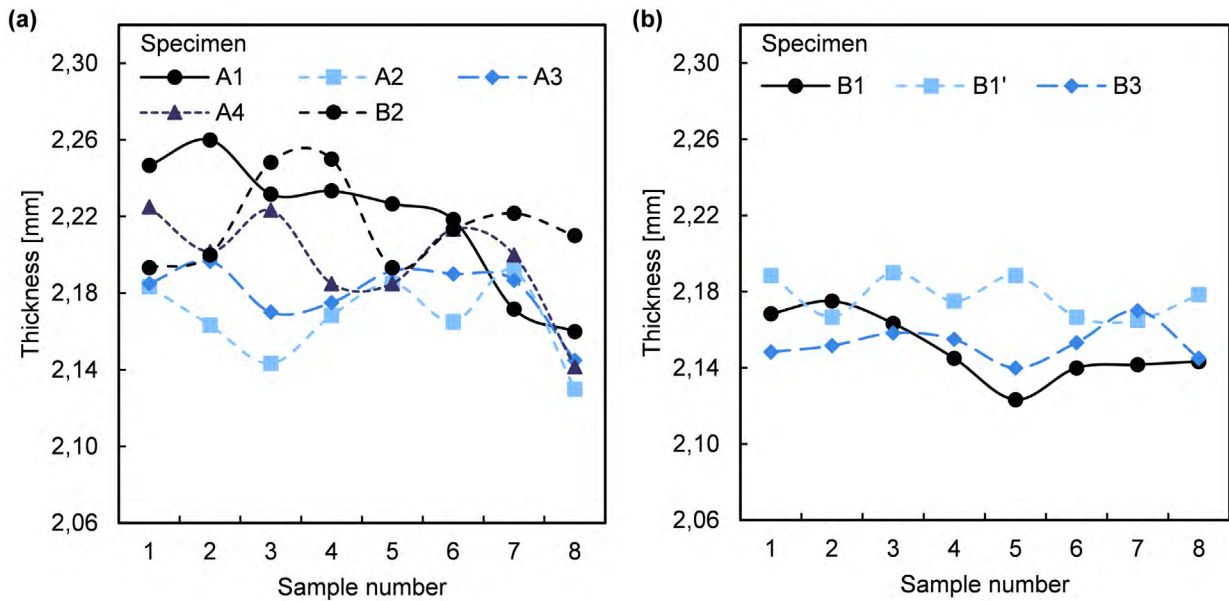 (a)
Specimen
A1 A2 A3
A4 B2
Thickness [mm]
2,30
2,26
2,22
2,18
2,14
2,10
2,06
1 2 3 4 5 6 7 8
Sample number
(b)
Specimen
B1 B1' B3
Thickness [mm]
2,30
2,26
2,22
2,18
2,14
2,10
2,06
1 2 3 4 5 6 7 8
Sample number